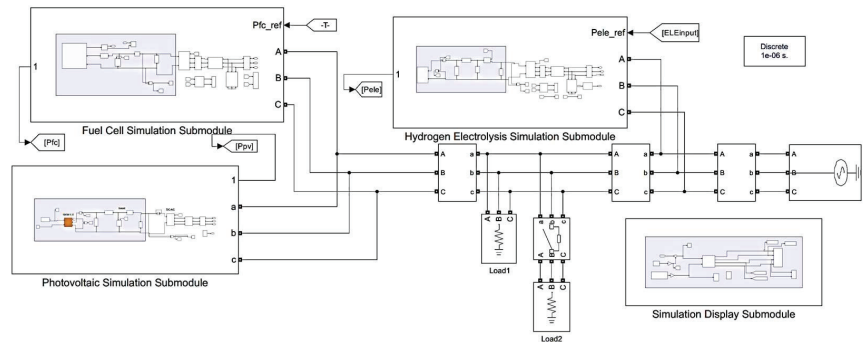 Pfc_ref
-T-
A
B
C
1
[Pfc]
Fuel Cell Simulation Submodule
[Ppv]
1
a
b
c
Photovoltaic Simulation Submodule
Pele_ref
[ELEinput]
A
B
C
1
[Pele]
Hydrogen Electrolysis Simulation Submodule
Discrete
1e-06 s.
A a
B b
C c
A a
B b
C c
A a
B b
C c
A
B
C
A B C
Load1
a b c
A B C
A B C
Load2
Simulation Display Submodule